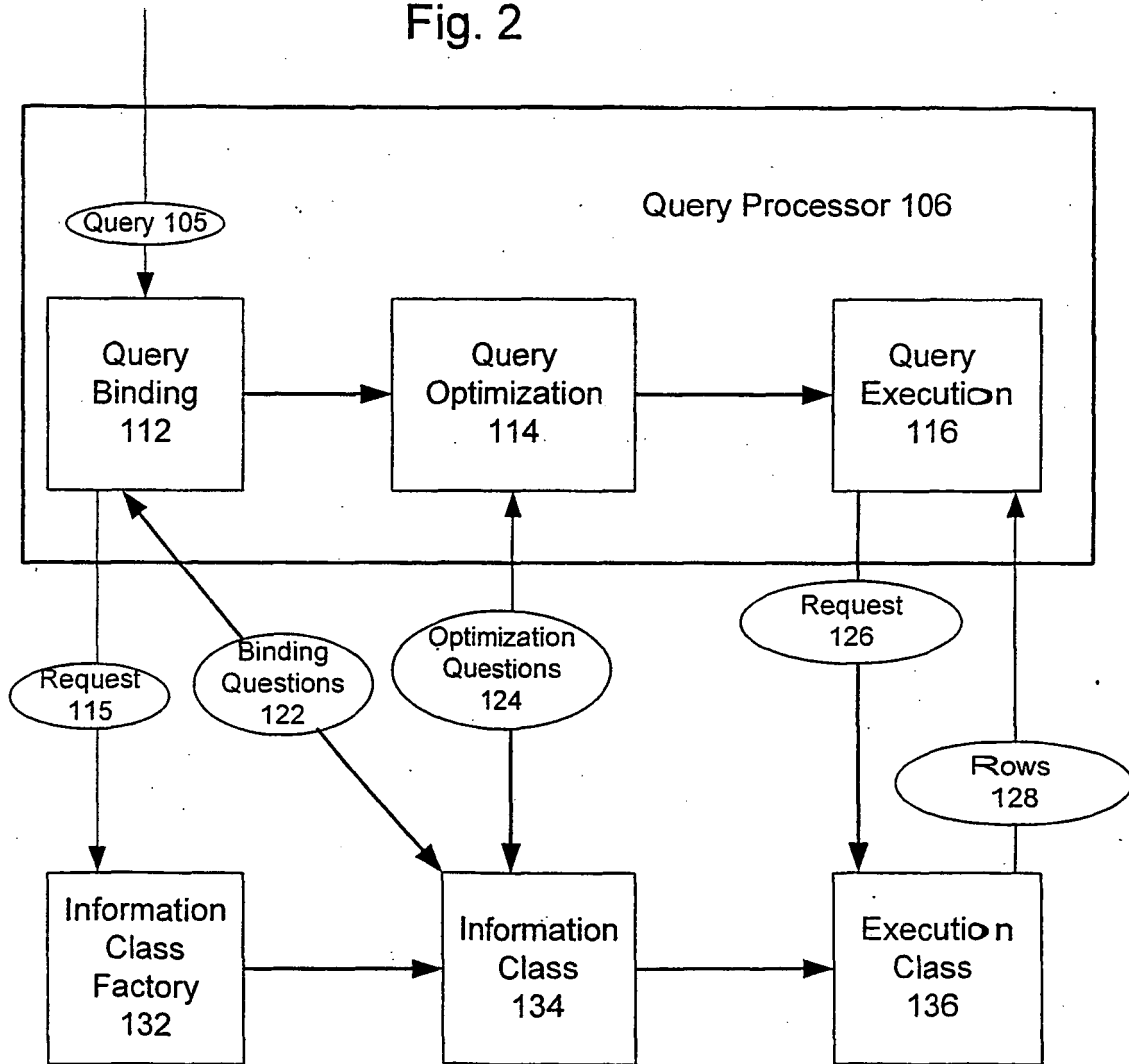 Fig. 2
Query 105
Query Processor 106
Query
Binding
112
Query
Optimization
114
Query
Execution
116
Request
115
Binding
Questions
122
Optimization
Questions
124
Request
126
Rows
128
Information
Class
Factory
132
Information
Class
134
Execution
Class
136